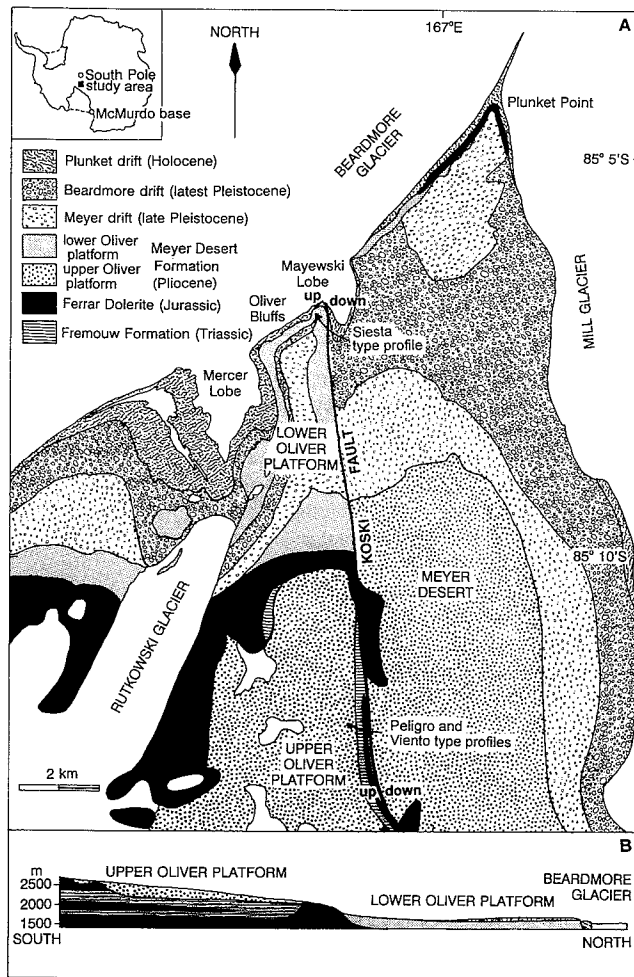 A
167°E
NORTH
South Pole
study area
McMurdo base
Plunket Point
BEARDMORE
GLACIER
85° 5'S
Plunket drift (Holocene)
Beardmore drift (latest Pleistocene)
Meyer drift (late Pleistocene)
lower Oliver
platform
upper Oliver
platform
Meyer Desert
Formation
(Pliocene)
Ferrar Dolerite (Jurassic)
Fremouw Formation (Triassic)
Mayewski
Lobe
up down
Oliver
Bluffs
Siesta
type profile
MILL GLACIER
Mercer
Lobe
LOWER
OLIVER
PLATFORM
KOSKI FAULT
85° 10'S
MEYER
DESERT
RUTKOWSKI GLACIER
Peligro and
Viento type profiles
UPPER
OLIVER
PLATFORM
2 km
up down
B
m
2500
2000
1500
UPPER OLIVER PLATFORM
LOWER OLIVER PLATFORM
BEARDMORE
GLACIER
SOUTH
NORTH